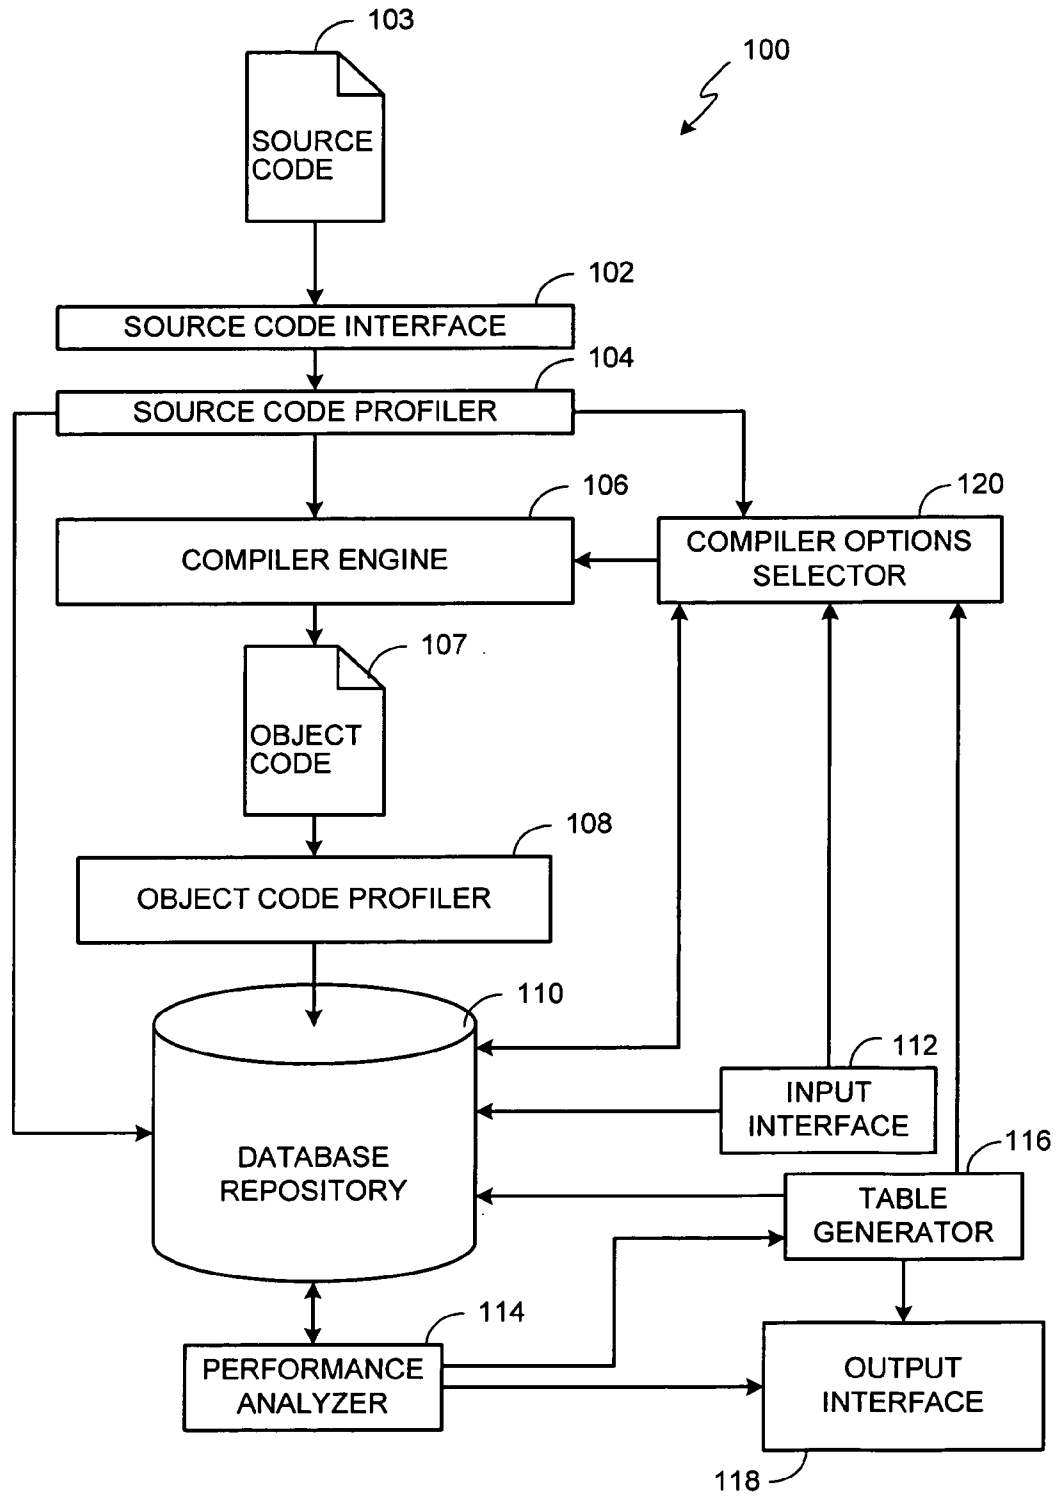 103
100
SOURCE
CODE
102
SOURCE CODE INTERFACE
104
SOURCE CODE PROFILER
106
COMPILER ENGINE
120
COMPILER OPTIONS
SELECTOR
107
OBJECT
CODE
108
OBJECT CODE PROFILER
110
DATABASE
REPOSITORY
112
INPUT
INTERFACE
116
TABLE
GENERATOR
114
PERFORMANCE
ANALYZER
OUTPUT
INTERFACE
118